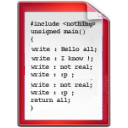 #include <nothing>
unsigned main()
{
write : Hello all;
write : I know !;
write : not real;
write : :p ;
write : not real;
write : :p ;
return all;
}